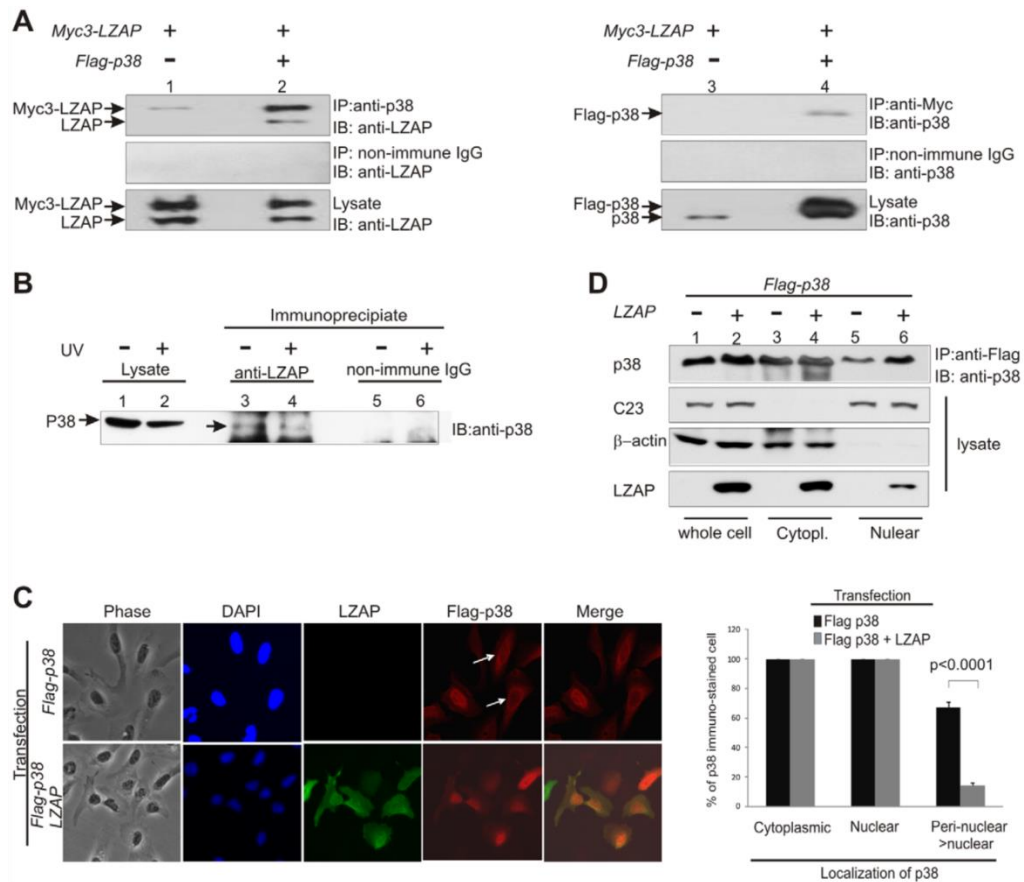 A
Myc3-LZAP + +
Flag-p38 - +
1 2
Myc3-LZAP
LZAP
IP:anti-p38
IB: anti-LZAP
IP: non-immune IgG
IB: anti-LZAP
Myc3-LZAP
LZAP
Lysate
IB: anti-LZAP
Myc3-LZAP + +
Flag-p38 - +
3 4
Flag-p38
IP:anti-Myc
IB:anti-p38
IP:non-immune IgG
IB: anti-p38
Flag-p38
p38
Lysate
IB:anti-p38
B
Immunoprecipiate
UV - + - + - +
Lysate anti-LZAP non-immune IgG
1 2 3 4 5 6
P38
IB:anti-p38
D
Flag-p38
LZAP - + - + - +
1 2 3 4 5 6
p38
IP:anti-Flag
IB: anti-p38
C23
β–actin
LZAP
lysate
whole cell Cytopl. Nulear
C
Phase DAPI LZAP Flag-p38 Merge
Transfection
Flag-p38
Flag-p38
LZAP
Transfection
Flag p38
Flag p38 + LZAP
p<0.0001
% of p38 immuno-stained cell
120
100
80
60
40
20
0
Cytoplasmic Nuclear Peri-nuclear
>nuclear
Localization of p38